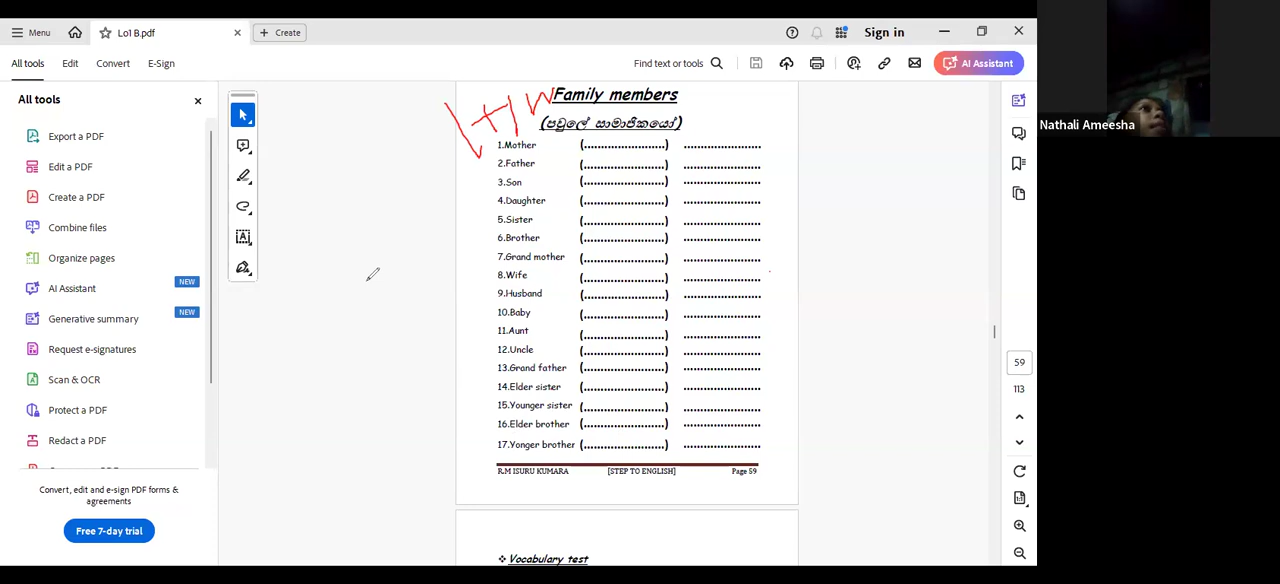 Menu
Lo1 B.pdf
Create
Sign in
All tools
Edit
Convert
E-Sign
Find text or tools
AI Assistant
All tools
Export a PDF
Edit a PDF
Create a PDF
Combine files
Organize pages
AI Assistant NEW
Generative summary NEW
Request e-signatures
Scan & OCR
Protect a PDF
Redact a PDF
Convert, edit and e-sign PDF forms &
agreements
Free 7-day trial
HW
Family members
(පවුලේ සාමාජිකයෝ)
1.Mother (........................) ......................
2.Father (........................) ......................
3.Son (........................) ......................
4.Daughter (........................) ......................
5.Sister (........................) ......................
6.Brother (........................) ......................
7.Grand mother (........................) ......................
8.Wife (........................) ......................
9.Husband (........................) ......................
10.Baby (........................) ......................
11.Aunt (........................) ......................
12.Uncle (........................) ......................
13.Grand father (........................) ......................
14.Elder sister (........................) ......................
15.Younger sister (........................) ......................
16.Elder brother (........................) ......................
17.Yonger brother (........................) ......................
R.M ISURU KUMARA [STEP TO ENGLISH] Page 59
❖ Vocabulary test
59
113
Nathali Ameesha